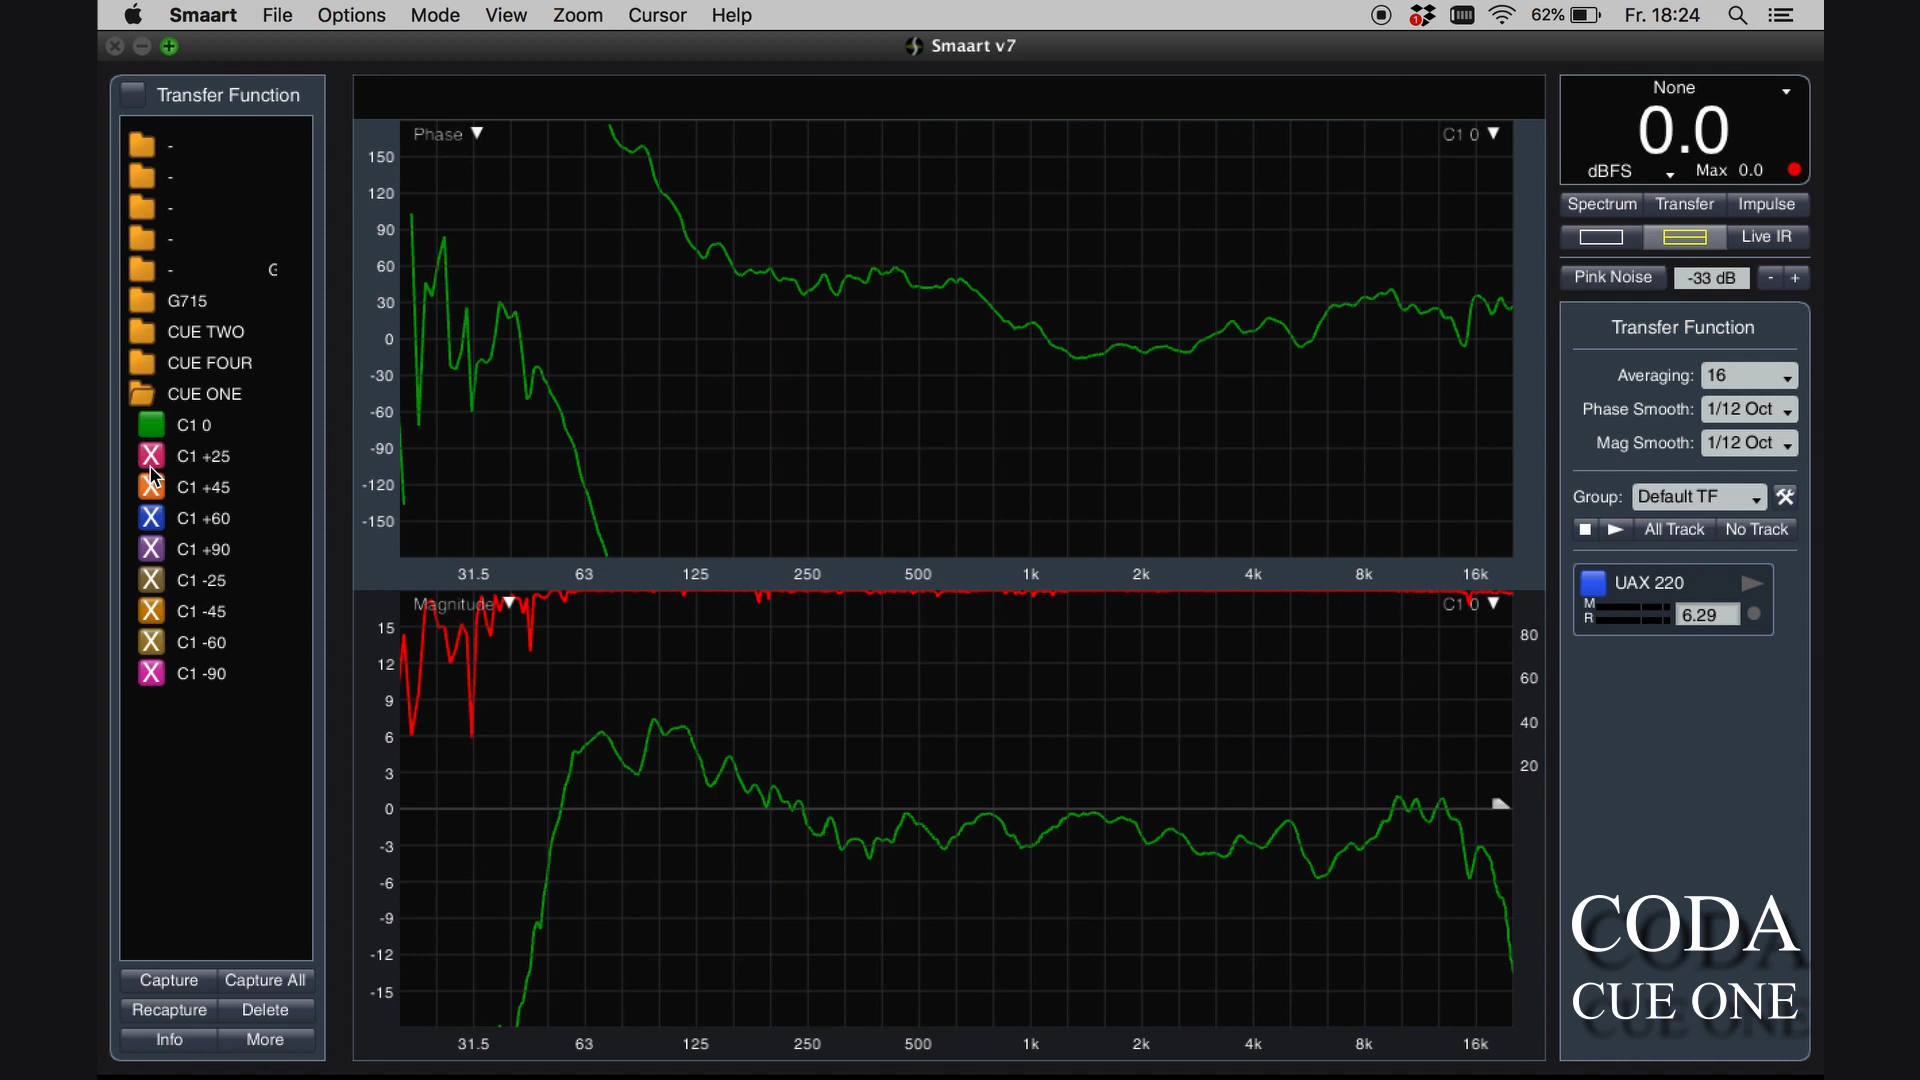 Smaart File Options Mode View Zoom Cursor Help 1 62% Fr. 18:24
Smaart v7
Transfer Function
-
-
-
-
- G
G715
CUE TWO
CUE FOUR
CUE ONE
C1 0
X C1 +25
X C1 +45
X C1 +60
X C1 +90
X C1 -25
X C1 -45
X C1 -60
X C1 -90
Capture Capture All
Recapture Delete
Info More
Phase C1 0
150
120
90
60
30
0
-30
-60
-90
-120
-150
31.5 63 125 250 500 1k 2k 4k 8k 16k
Magnitude C1 0
15
12
9
6
3
0
-3
-6
-9
-12
-15
80
60
40
20
31.5 63 125 250 500 1k 2k 4k 8k 16k
None
0.0
dBFS Max 0.0
Spectrum Transfer Impulse
Live IR
Pink Noise -33 dB - +
Transfer Function
Averaging: 16
Phase Smooth: 1/12 Oct
Mag Smooth: 1/12 Oct
Group: Default TF
All Track No Track
UAX 220
M
R 6.29
CODA
CUE ONE